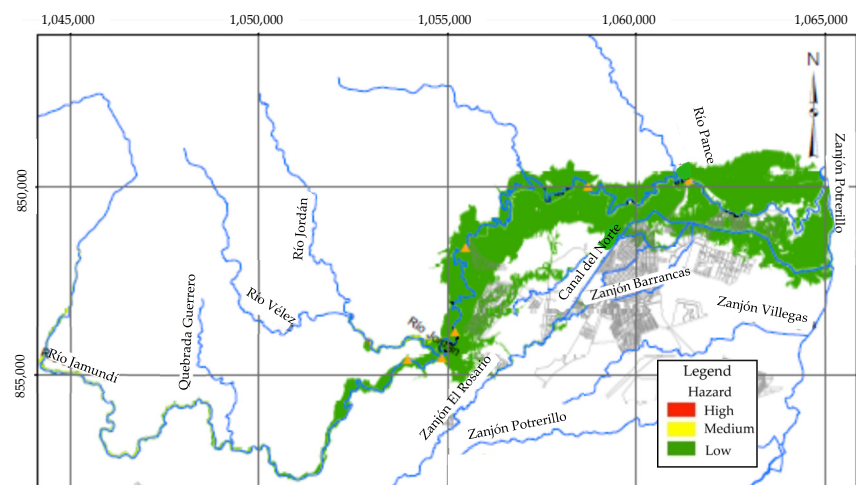 1,045,000
1,050,000
1,055,000
1,060,000
1,065,000
N
Río Pance
Zanjón Potrerillo
850,000
Río Jordán
Canal del Norte
Quebrada Guerrero
Río Vélez
Zanjón Barrancas
Zanjón Villegas
Río Jamundi
855,000
Zanjón El Rosario
Zanjón Potrerillo
Legend
Hazard
High
Medium
Low